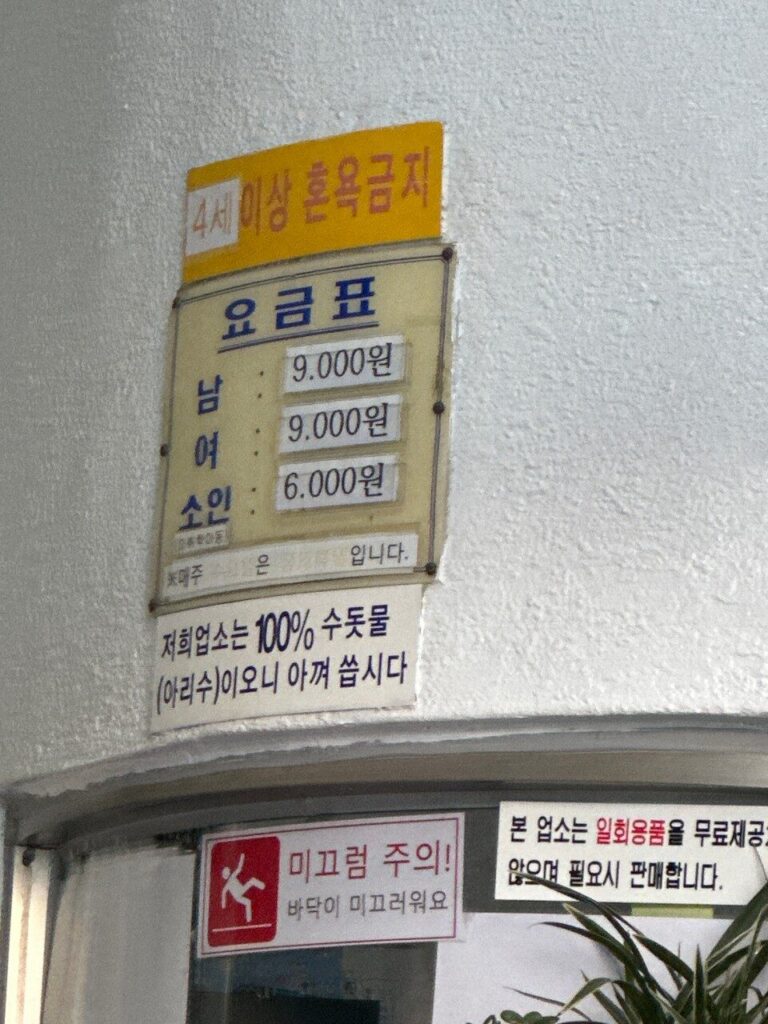 4세이상 혼욕금지
요금표
남 : 9.000원
여 : 9.000원
소인 : 6.000원
※매주 은 입니다.
저희업소는 100% 수돗물
(아리수)이오니 아껴 씁시다
미끄럼 주의!
바닥이 미끄러워요
본 업소는 일회용품을 무료제공
않으며 필요시 판매합니다.